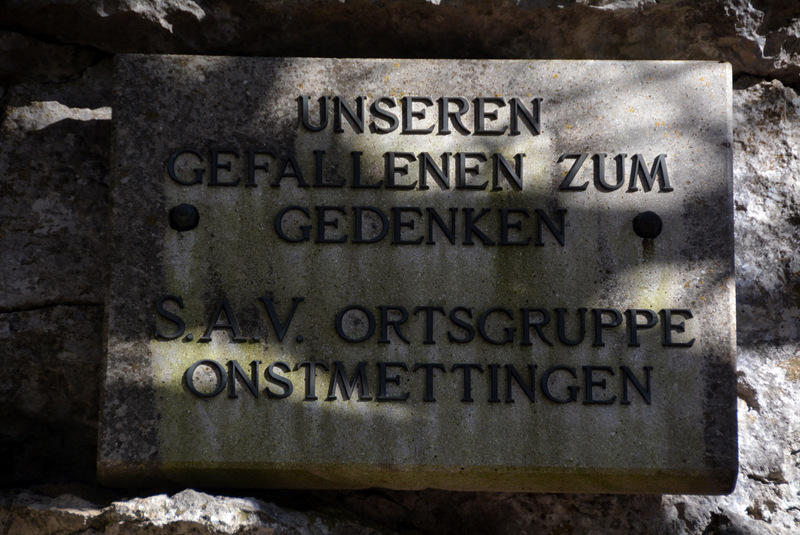 UNSEREN
GEFALLENEN ZUM
GEDENKEN
S.A.V. ORTSGRUPPE
ONSTMETTINGEN